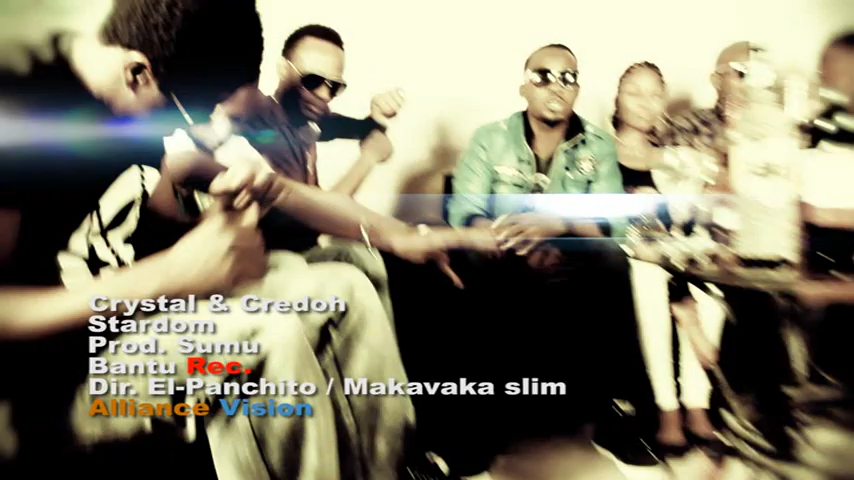 Crystal & Credoh
Stardom
Prod. Sumu
Bantu Rec.
Dir. El-Panchito / Makavaka slim
Alliance Vision